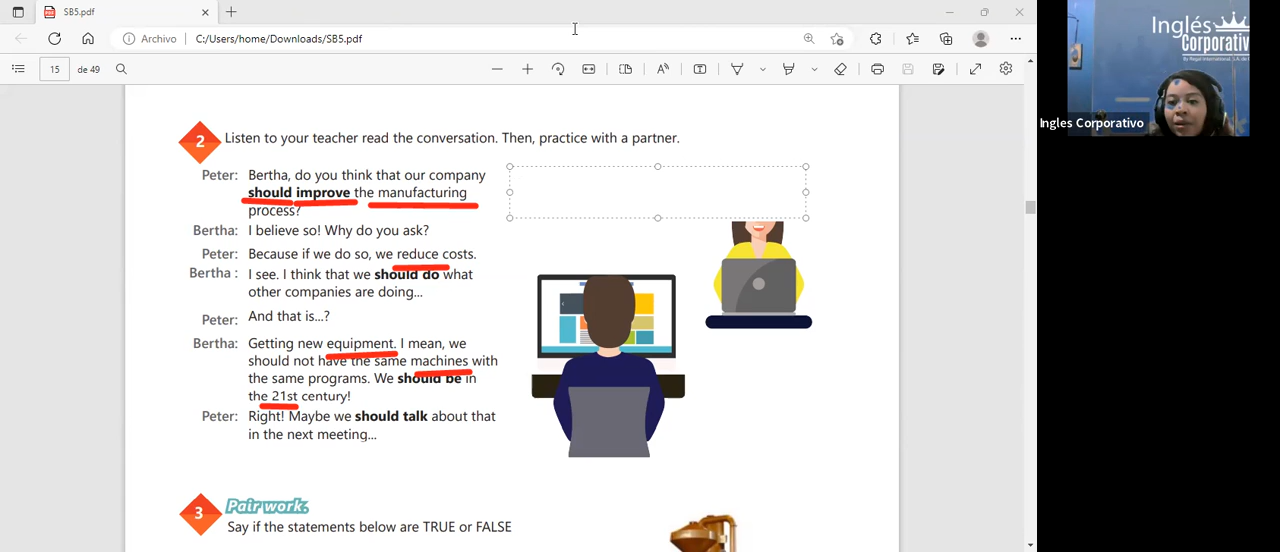 SB5.pdf
Archivo
C:/Users/home/Downloads/SB5.pdf
15
de 49
2
Listen to your teacher read the conversation. Then, practice with a partner.
Peter: Bertha, do you think that our company
should improve the manufacturing
process?
Bertha: I believe so! Why do you ask?
Peter: Because if we do so, we reduce costs.
Bertha : I see. I think that we should do what
other companies are doing...
Peter: And that is...?
Bertha: Getting new equipment. I mean, we
should not have the same machines with
the same programs. We should be in
the 21st century!
Peter: Right! Maybe we should talk about that
in the next meeting...
3
Pair work.
Say if the statements below are TRUE or FALSE
Inglés
Corporativo
Ingles Corporativo